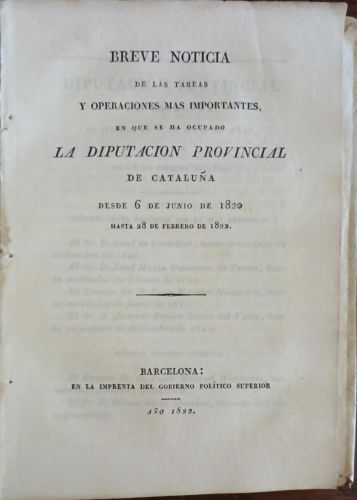 BREVE NOTICIA
DE LAS TAREAS
Y OPERACIONES MAS IMPORTANTES,
EN QUE SE HA OCUPADO
LA DIPUTACION PROVINCIAL
DE CATALUÑA
DESDE 6 DE JUNIO DE 1820
HASTA 28 DE FEBRERO DE 1822.
BARCELONA:
EN LA IMPRENTA DEL GOBIERNO POLÍTICO SUPERIOR
AÑO 1822.